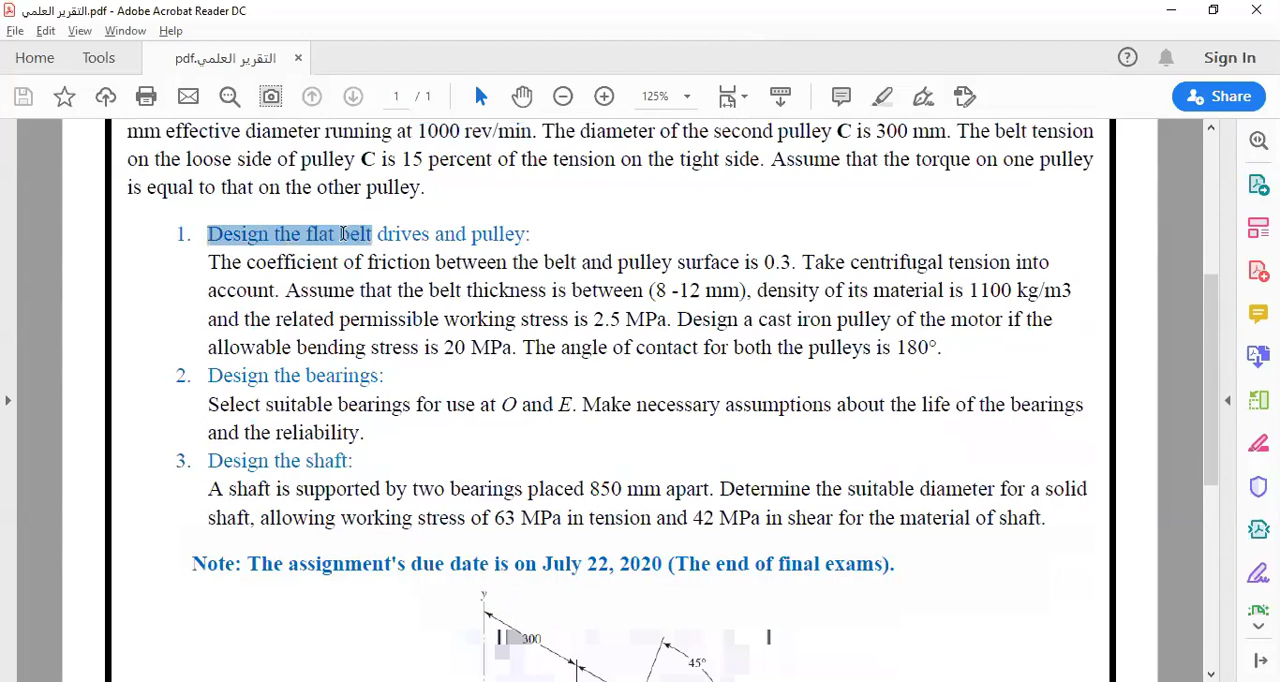 التقرير العلمي.pdf - Adobe Acrobat Reader DC
File Edit View Window Help
Home Tools التقرير العلمي.pdf × Sign In
1 / 1 125% Share
mm effective diameter running at 1000 rev/min. The diameter of the second pulley C is 300 mm. The belt tension
on the loose side of pulley C is 15 percent of the tension on the tight side. Assume that the torque on one pulley
is equal to that on the other pulley.
1. Design the flat belt drives and pulley:
The coefficient of friction between the belt and pulley surface is 0.3. Take centrifugal tension into
account. Assume that the belt thickness is between (8 -12 mm), density of its material is 1100 kg/m3
and the related permissible working stress is 2.5 MPa. Design a cast iron pulley of the motor if the
allowable bending stress is 20 MPa. The angle of contact for both the pulleys is 180°.
2. Design the bearings:
Select suitable bearings for use at O and E. Make necessary assumptions about the life of the bearings
and the reliability.
3. Design the shaft:
A shaft is supported by two bearings placed 850 mm apart. Determine the suitable diameter for a solid
shaft, allowing working stress of 63 MPa in tension and 42 MPa in shear for the material of shaft.
Note: The assignment's due date is on July 22, 2020 (The end of final exams).
y
300
45°